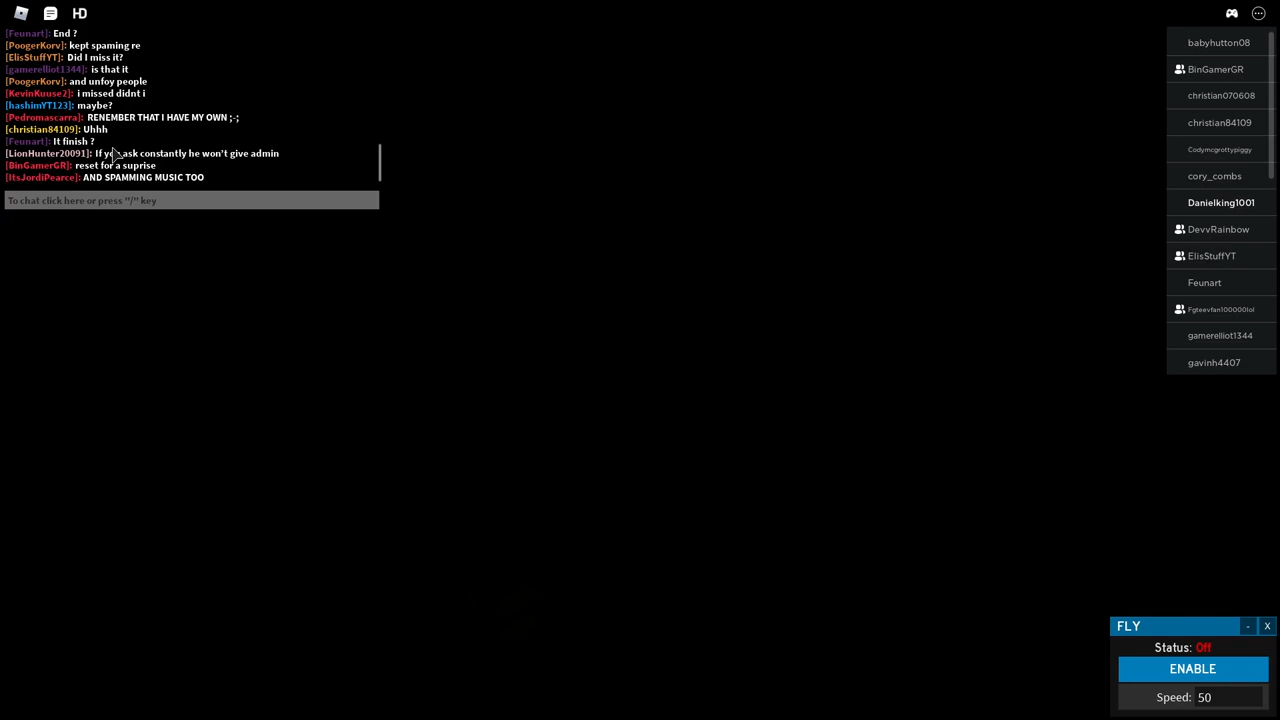 HD
[Feunart]: End ?
[PoogerKorv]: kept spaming re
[ElisStuffYT]: Did I miss it?
[gamerelliot1344]: is that it
[PoogerKorv]: and unfoy people
[KevinKuuse2]: i missed didnt i
[hashimYT123]: maybe?
[Pedromascarra]: RENEMBER THAT I HAVE MY OWN ;-;
[christian84109]: Uhhh
[Feunart]: It finish ?
[LionHunter20091]: If you ask constantly he won't give admin
[BinGamerGR]: reset for a suprise
[ItsJordiPearce]: AND SPAMMING MUSIC TOO
To chat click here or press "/" key
babyhutton08
BinGamerGR
christian070608
christian84109
Codymcgrottypiggy
cory_combs
Danielking1001
DevvRainbow
ElisStuffYT
Feunart
Fgteevfan100000lol
gamerelliot1344
gavinh4407
FLY - X
Status: Off
ENABLE
Speed: 50